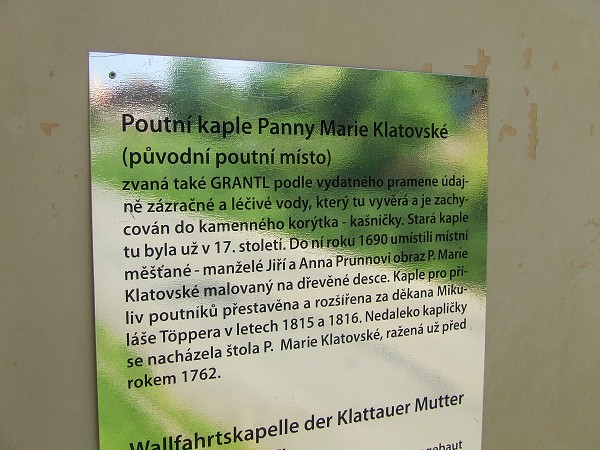 Poutní kaple Panny Marie Klatovské
(původní poutní místo)
zvaná také GRANTL podle vydatného pramene údaj-
ně zázračné a léčivé vody, který tu vyvěrá a je zachy-
cován do kamenného korýtka - kašničky. Stará kaple
tu byla už v 17. století. Do ní roku 1690 umístili místní
měšťané - manželé Jiří a Anna Prunnovi obraz P. Marie
Klatovské malovaný na dřevěné desce. Kaple pro pří-
liv poutníků přestavěna a rozšířena za děkana Miku-
láše Töppera v letech 1815 a 1816. Nedaleko kapličky
se nacházela štola P. Marie Klatovské, ražená už před
rokem 1762.
Wallfahrtskapelle der Klattauer Mutter